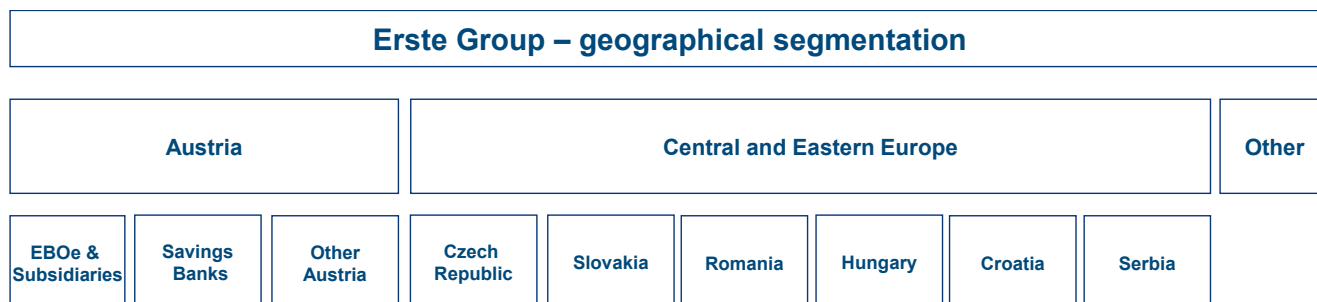 Erste Group – geographical segmentation
Austria
Central and Eastern Europe
Other
EBOe &
Subsidiaries
Savings
Banks
Other
Austria
Czech
Republic
Slovakia
Romania
Hungary
Croatia
Serbia